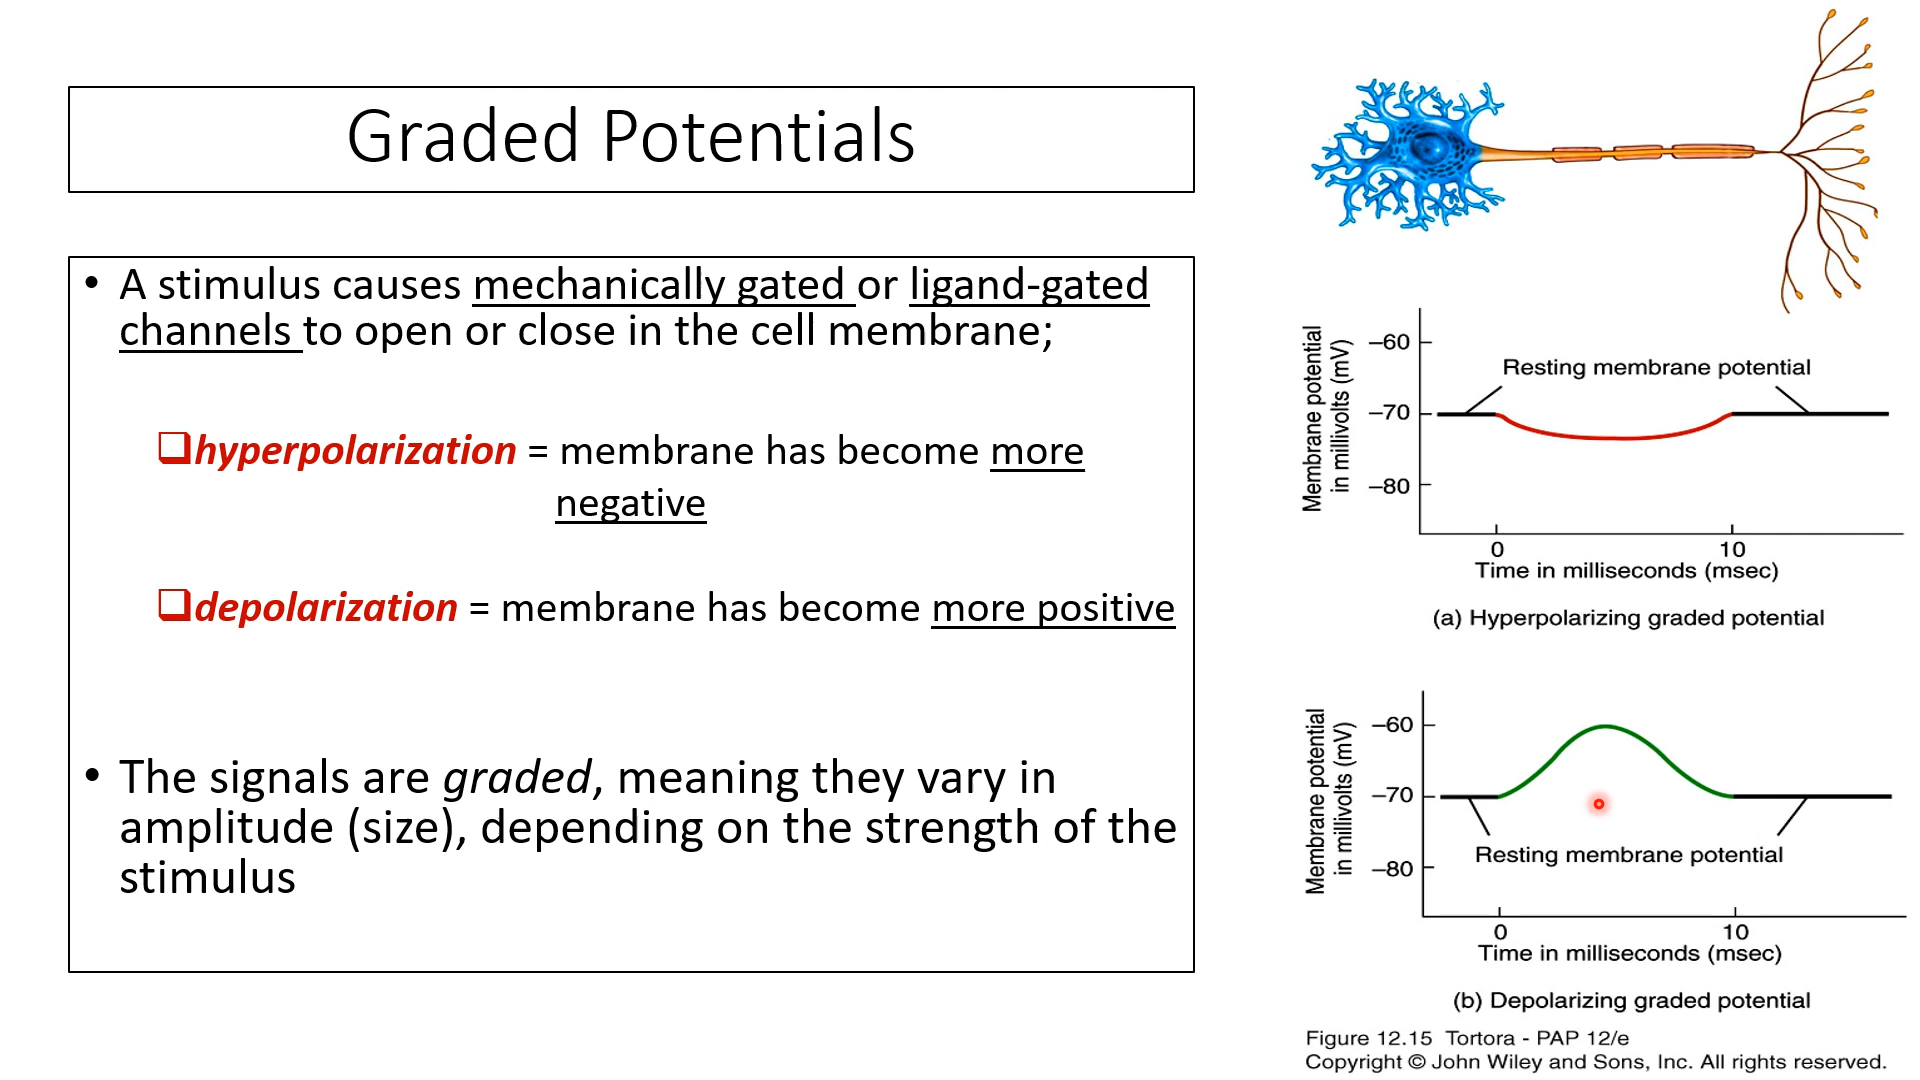 Graded Potentials
• A stimulus causes mechanically gated or ligand-gated
channels to open or close in the cell membrane;
❑hyperpolarization = membrane has become more
negative
❑depolarization = membrane has become more positive
• The signals are graded, meaning they vary in
amplitude (size), depending on the strength of the
stimulus
Membrane potential
in millivolts (mV)
–60
Resting membrane potential
–70
–80
0 10
Time in milliseconds (msec)
(a) Hyperpolarizing graded potential
Membrane potential
in millivolts (mV)
–60
–70
Resting membrane potential
–80
0 10
Time in milliseconds (msec)
(b) Depolarizing graded potential
Figure 12.15 Tortora - PAP 12/e
Copyright © John Wiley and Sons, Inc. All rights reserved.